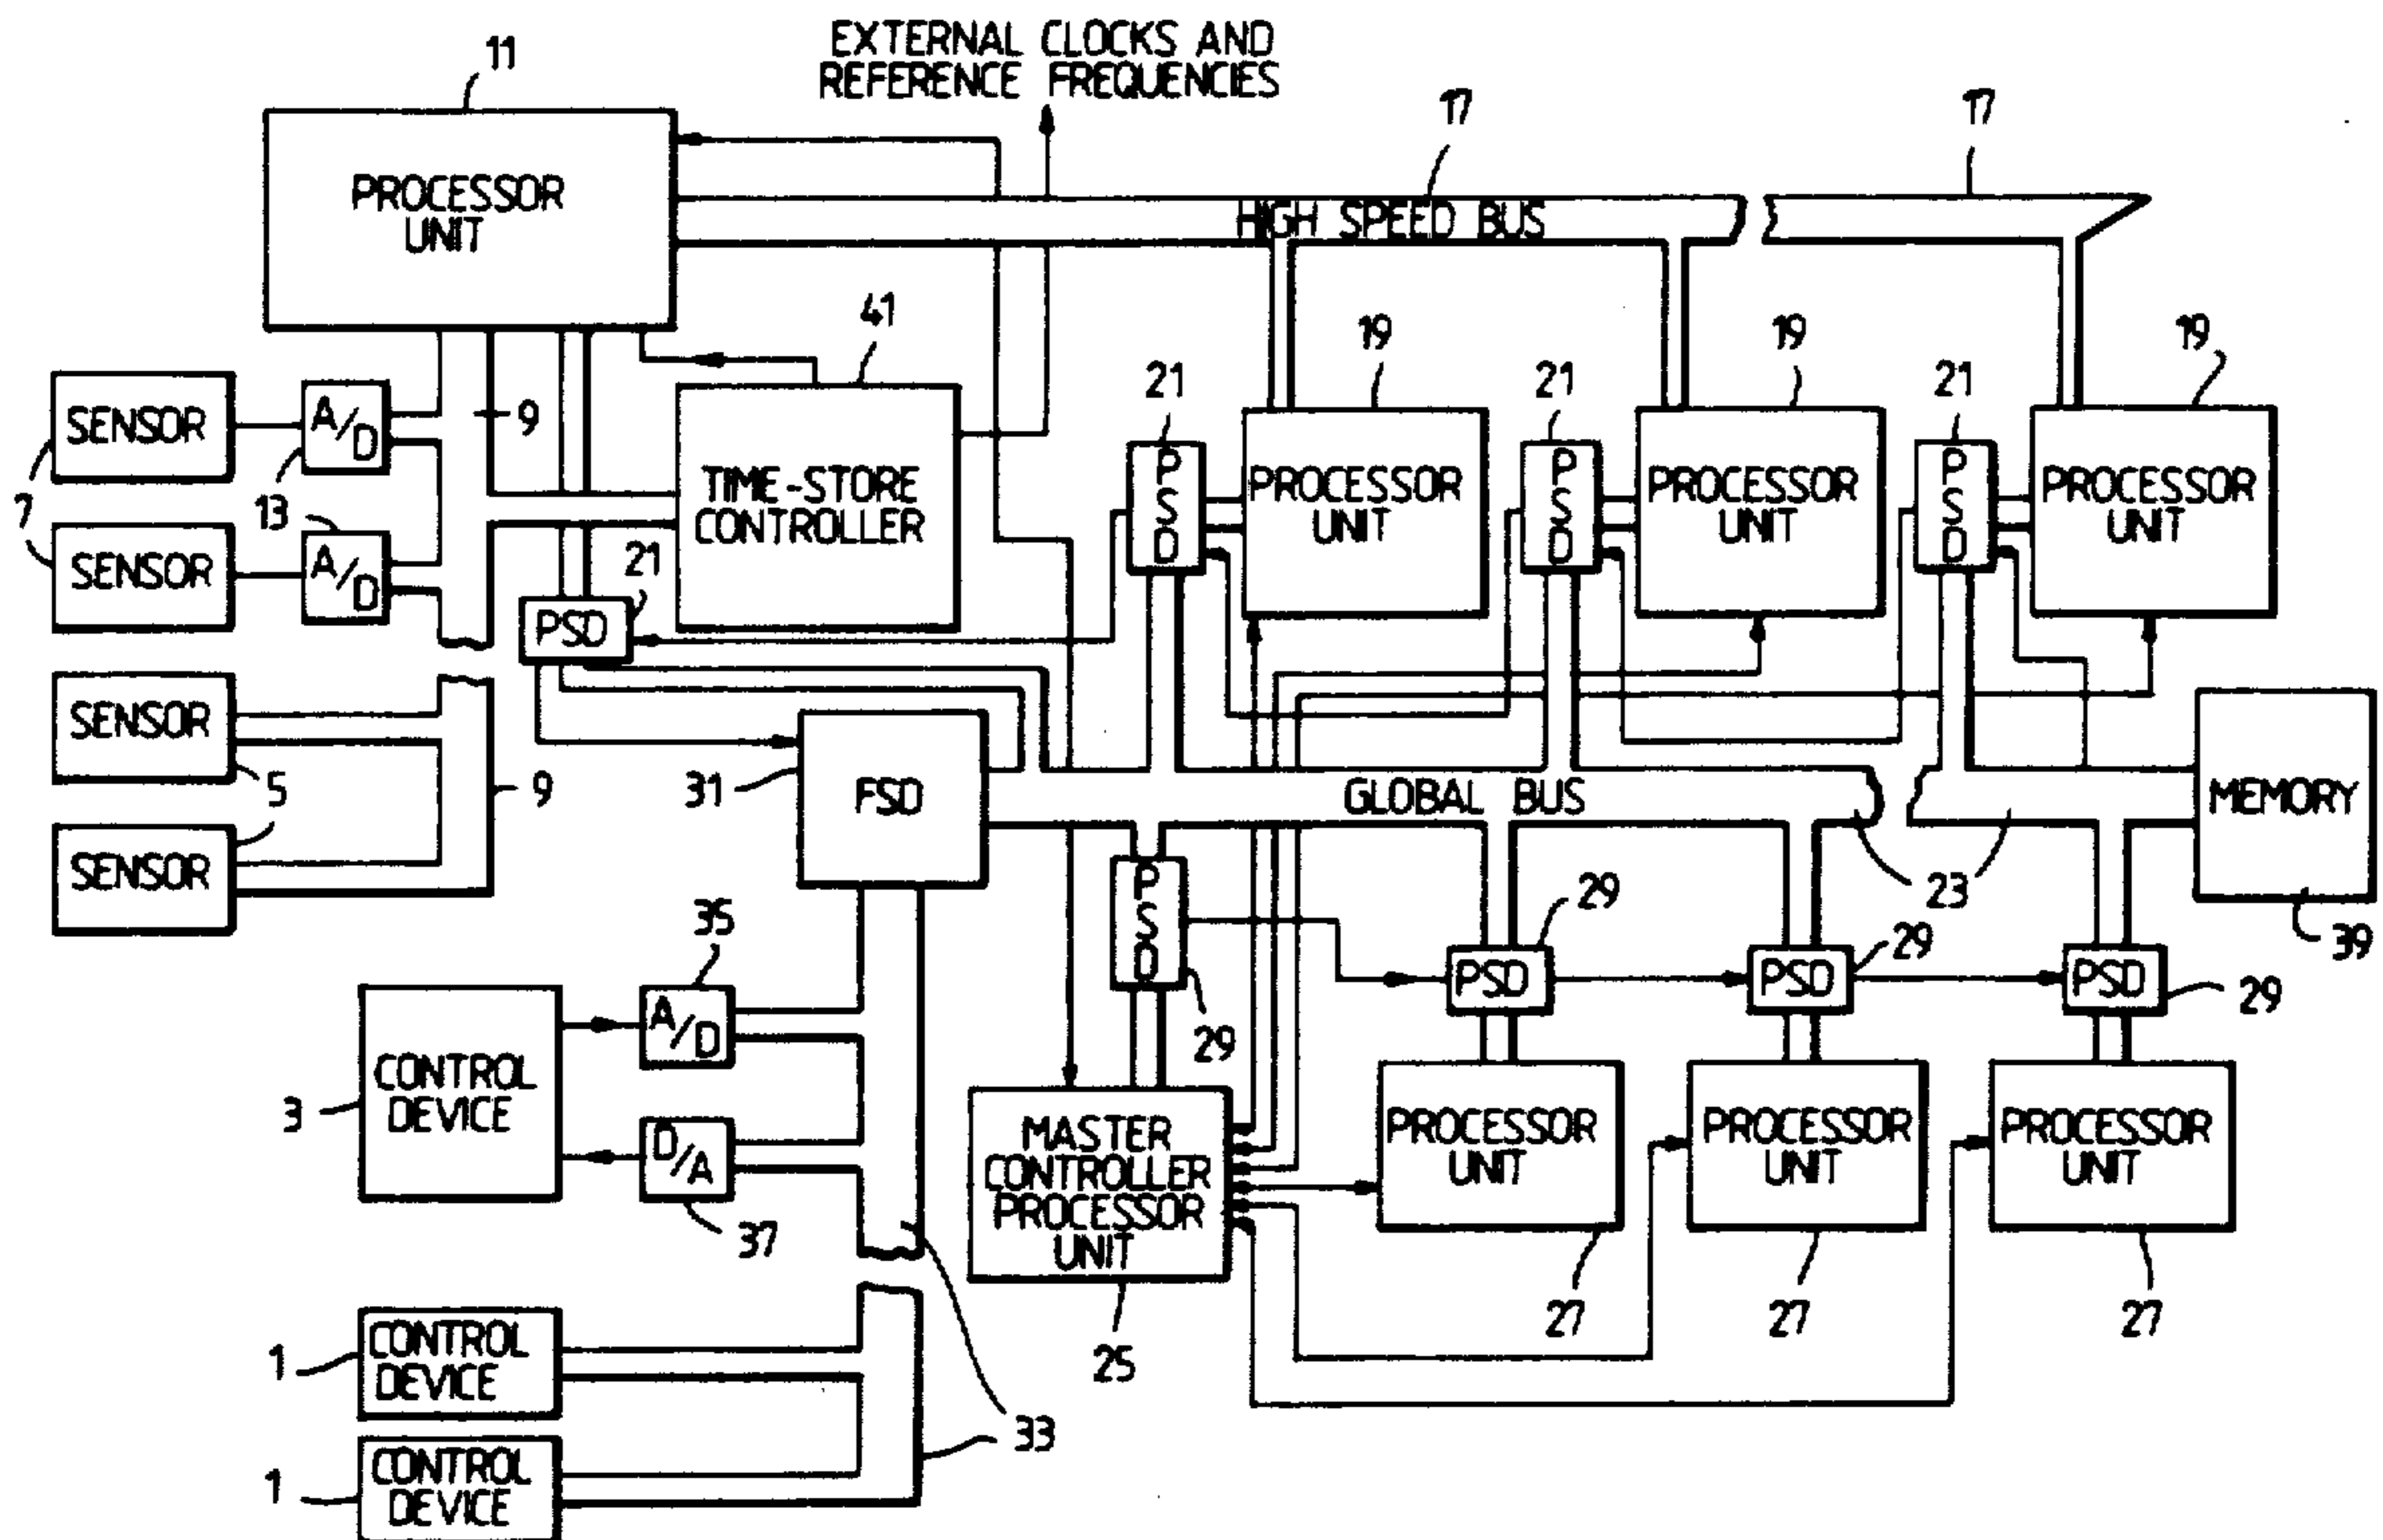 11
EXTERNAL CLOCKS AND
REFERENCE FREQUENCIES
17
17
PROCESSOR
UNIT
HIGH SPEED BUS
41
19
19
19
21
21
21
SENSOR
A/D
9
7
13
TIME-STORE
CONTROLLER
PSD
PROCESSOR
UNIT
PSD
PROCESSOR
UNIT
PSD
PROCESSOR
UNIT
SENSOR
A/D
21
PSD
SENSOR
5
9
31
FSD
GLOBAL BUS
MEMORY
SENSOR
23
39
35
PSD
29
29
29
29
PSD
PSD
PSD
3
CONTROL
DEVICE
A/D
D/A
37
MASTER
CONTROLLER
PROCESSOR
UNIT
PROCESSOR
UNIT
PROCESSOR
UNIT
PROCESSOR
UNIT
25
27
27
27
1
CONTROL
DEVICE
33
1
CONTROL
DEVICE